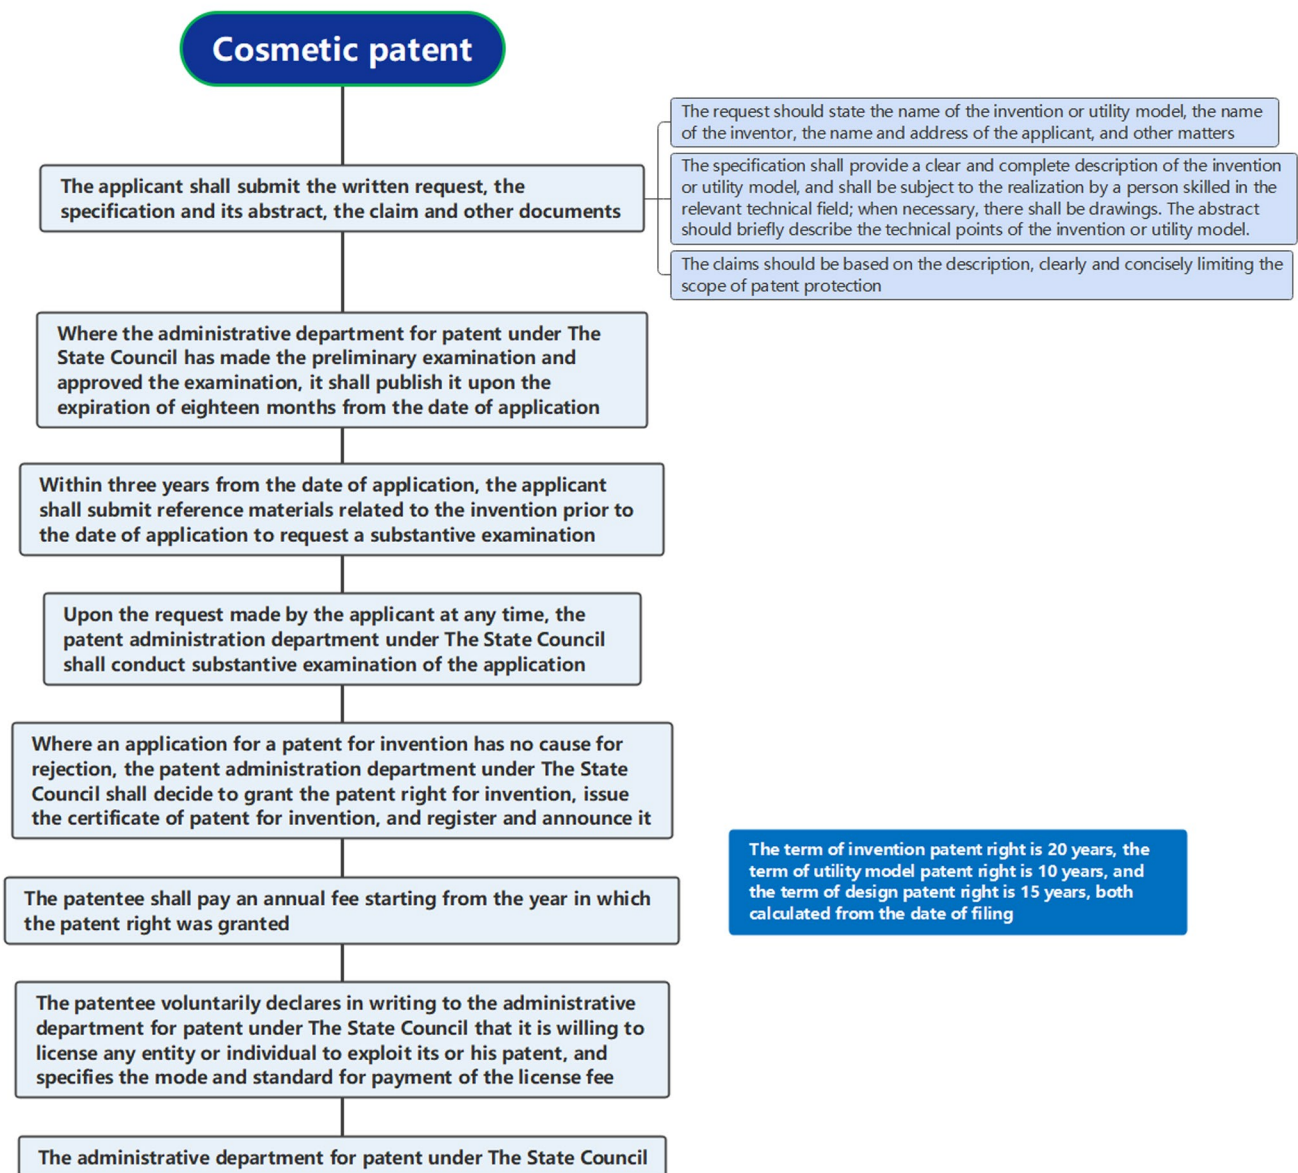 Cosmetic patent
The applicant shall submit the written request, the
specification and its abstract, the claim and other documents
The request should state the name of the invention or utility model, the name
of the inventor, the name and address of the applicant, and other matters
The specification shall provide a clear and complete description of the invention
or utility model, and shall be subject to the realization by a person skilled in the
relevant technical field; when necessary, there shall be drawings. The abstract
should briefly describe the technical points of the invention or utility model.
The claims should be based on the description, clearly and concisely limiting the
scope of patent protection
Where the administrative department for patent under The
State Council has made the preliminary examination and
approved the examination, it shall publish it upon the
expiration of eighteen months from the date of application
Within three years from the date of application, the applicant
shall submit reference materials related to the invention prior to
the date of application to request a substantive examination
Upon the request made by the applicant at any time, the
patent administration department under The State Council
shall conduct substantive examination of the application
Where an application for a patent for invention has no cause for
rejection, the patent administration department under The State
Council shall decide to grant the patent right for invention, issue
the certificate of patent for invention, and register and announce it
The patentee shall pay an annual fee starting from the year in which
the patent right was granted
The term of invention patent right is 20 years, the
term of utility model patent right is 10 years, and
the term of design patent right is 15 years, both
calculated from the date of filing
The patentee voluntarily declares in writing to the administrative
department for patent under The State Council that it is willing to
license any entity or individual to exploit its or his patent, and
specifies the mode and standard for payment of the license fee
The administrative department for patent under The State Council